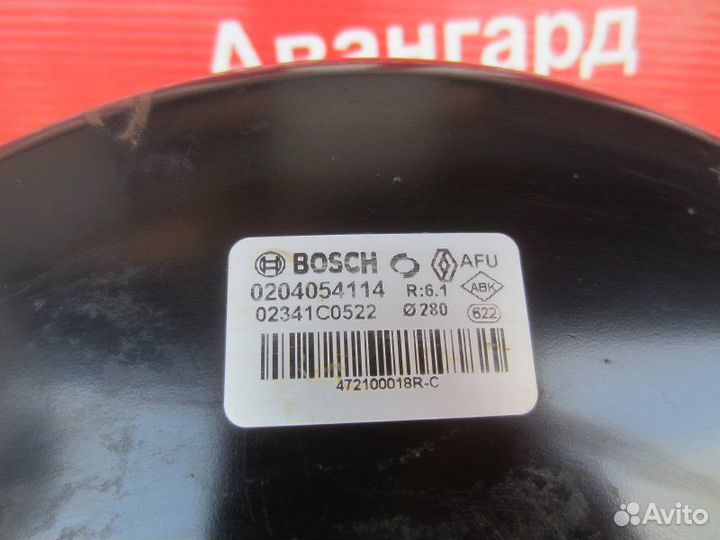 Авангард
BOSCH AFU
0204054114 R:6.1 ABK
02341C0522 Ø280 622
472100018R-C
Avito